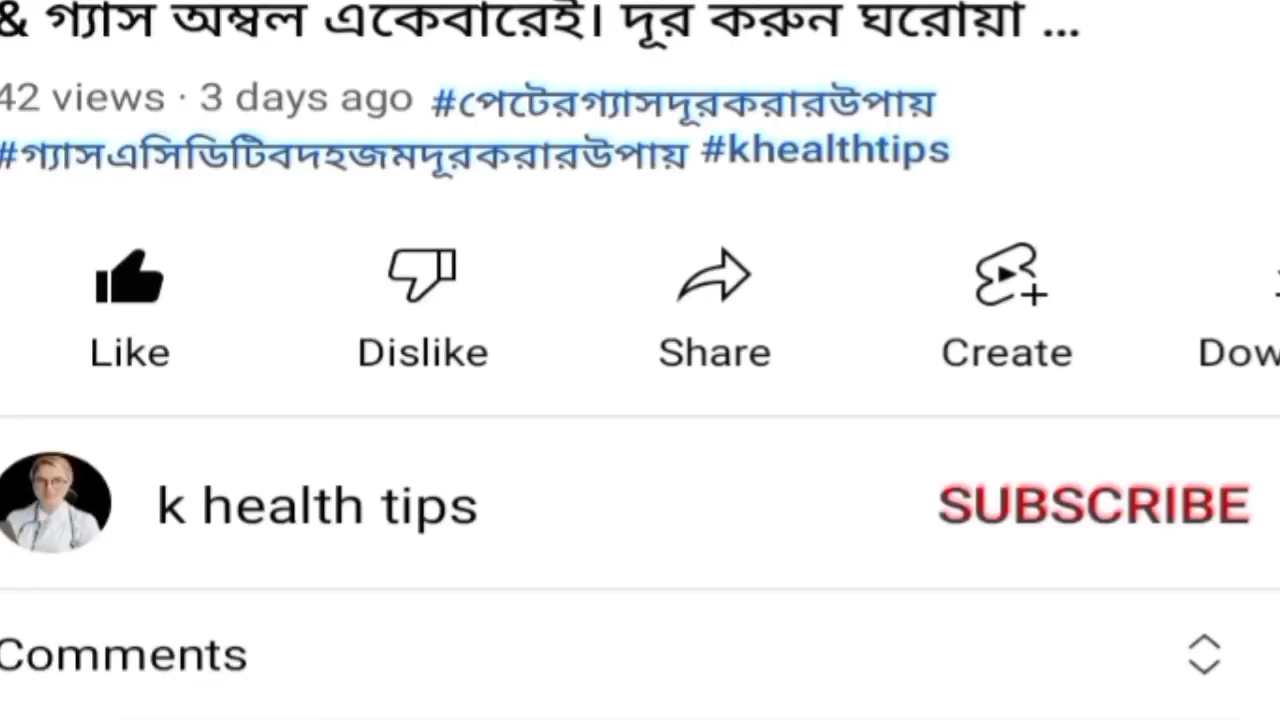 & গ্যাস অম্বল একেবারেই। দূর করুন ঘরোয়া ...
42 views · 3 days ago #পেটেরগ্যাসদূরকরারউপায়
#গ্যাসএসিডিটিবদহজমদূরকরারউপায় #khealthtips
Like Dislike Share Create Dow
k health tips SUBSCRIBE
Comments